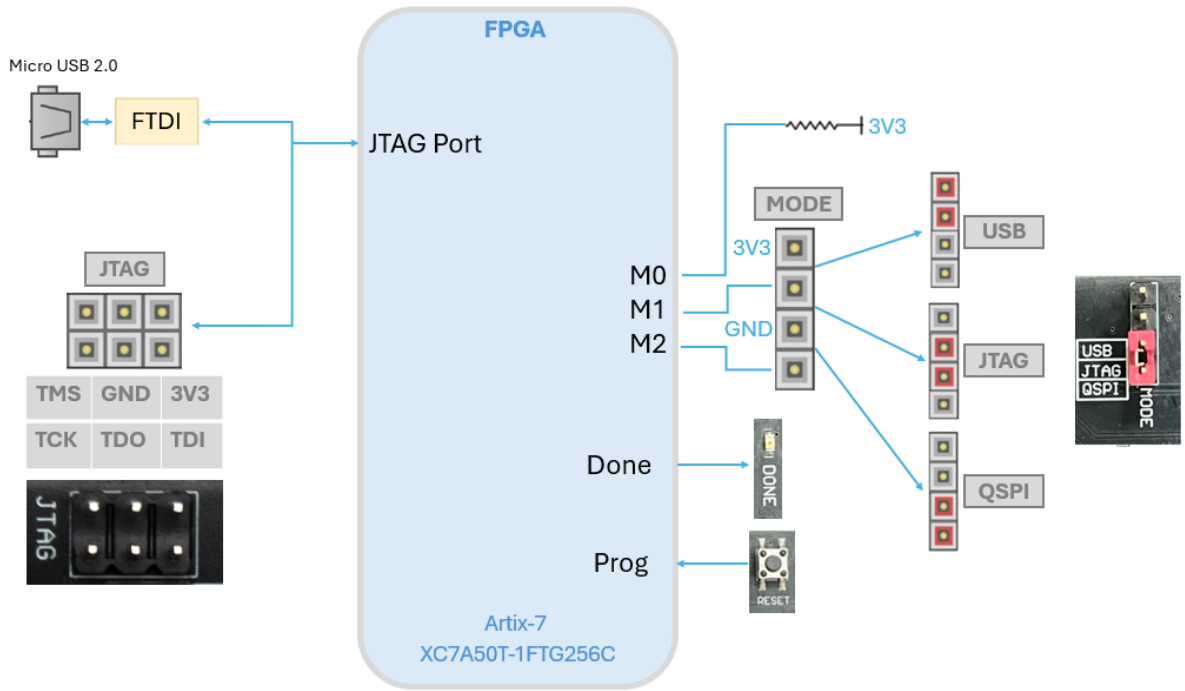 FPGA
Micro USB 2.0
FTDI
JTAG Port
3V3
MODE
3V3
USB
M0
M1
GND
M2
JTAG
JTAG
USB
JTAG
QSPI
MODE
TMS GND 3V3
TCK TDO TDI
JTAG
Done
DONE
QSPI
Prog
RESET
Artix-7
XC7A50T-1FTG256C